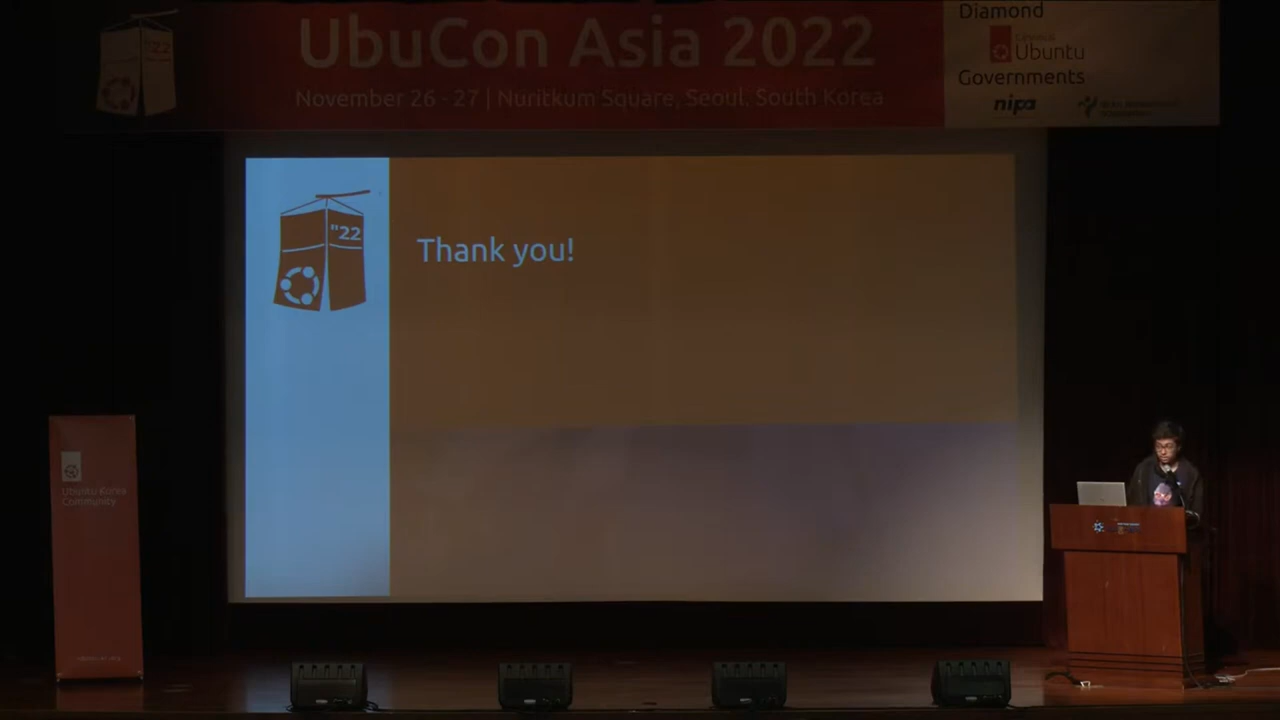 UbuCon Asia 2022
November 26 - 27 | Nuritkum Square, Seoul, South Korea
Diamond
Canonical
Ubuntu
Governments
nipa
"22
Thank you!
Ubuntu Korea
Community